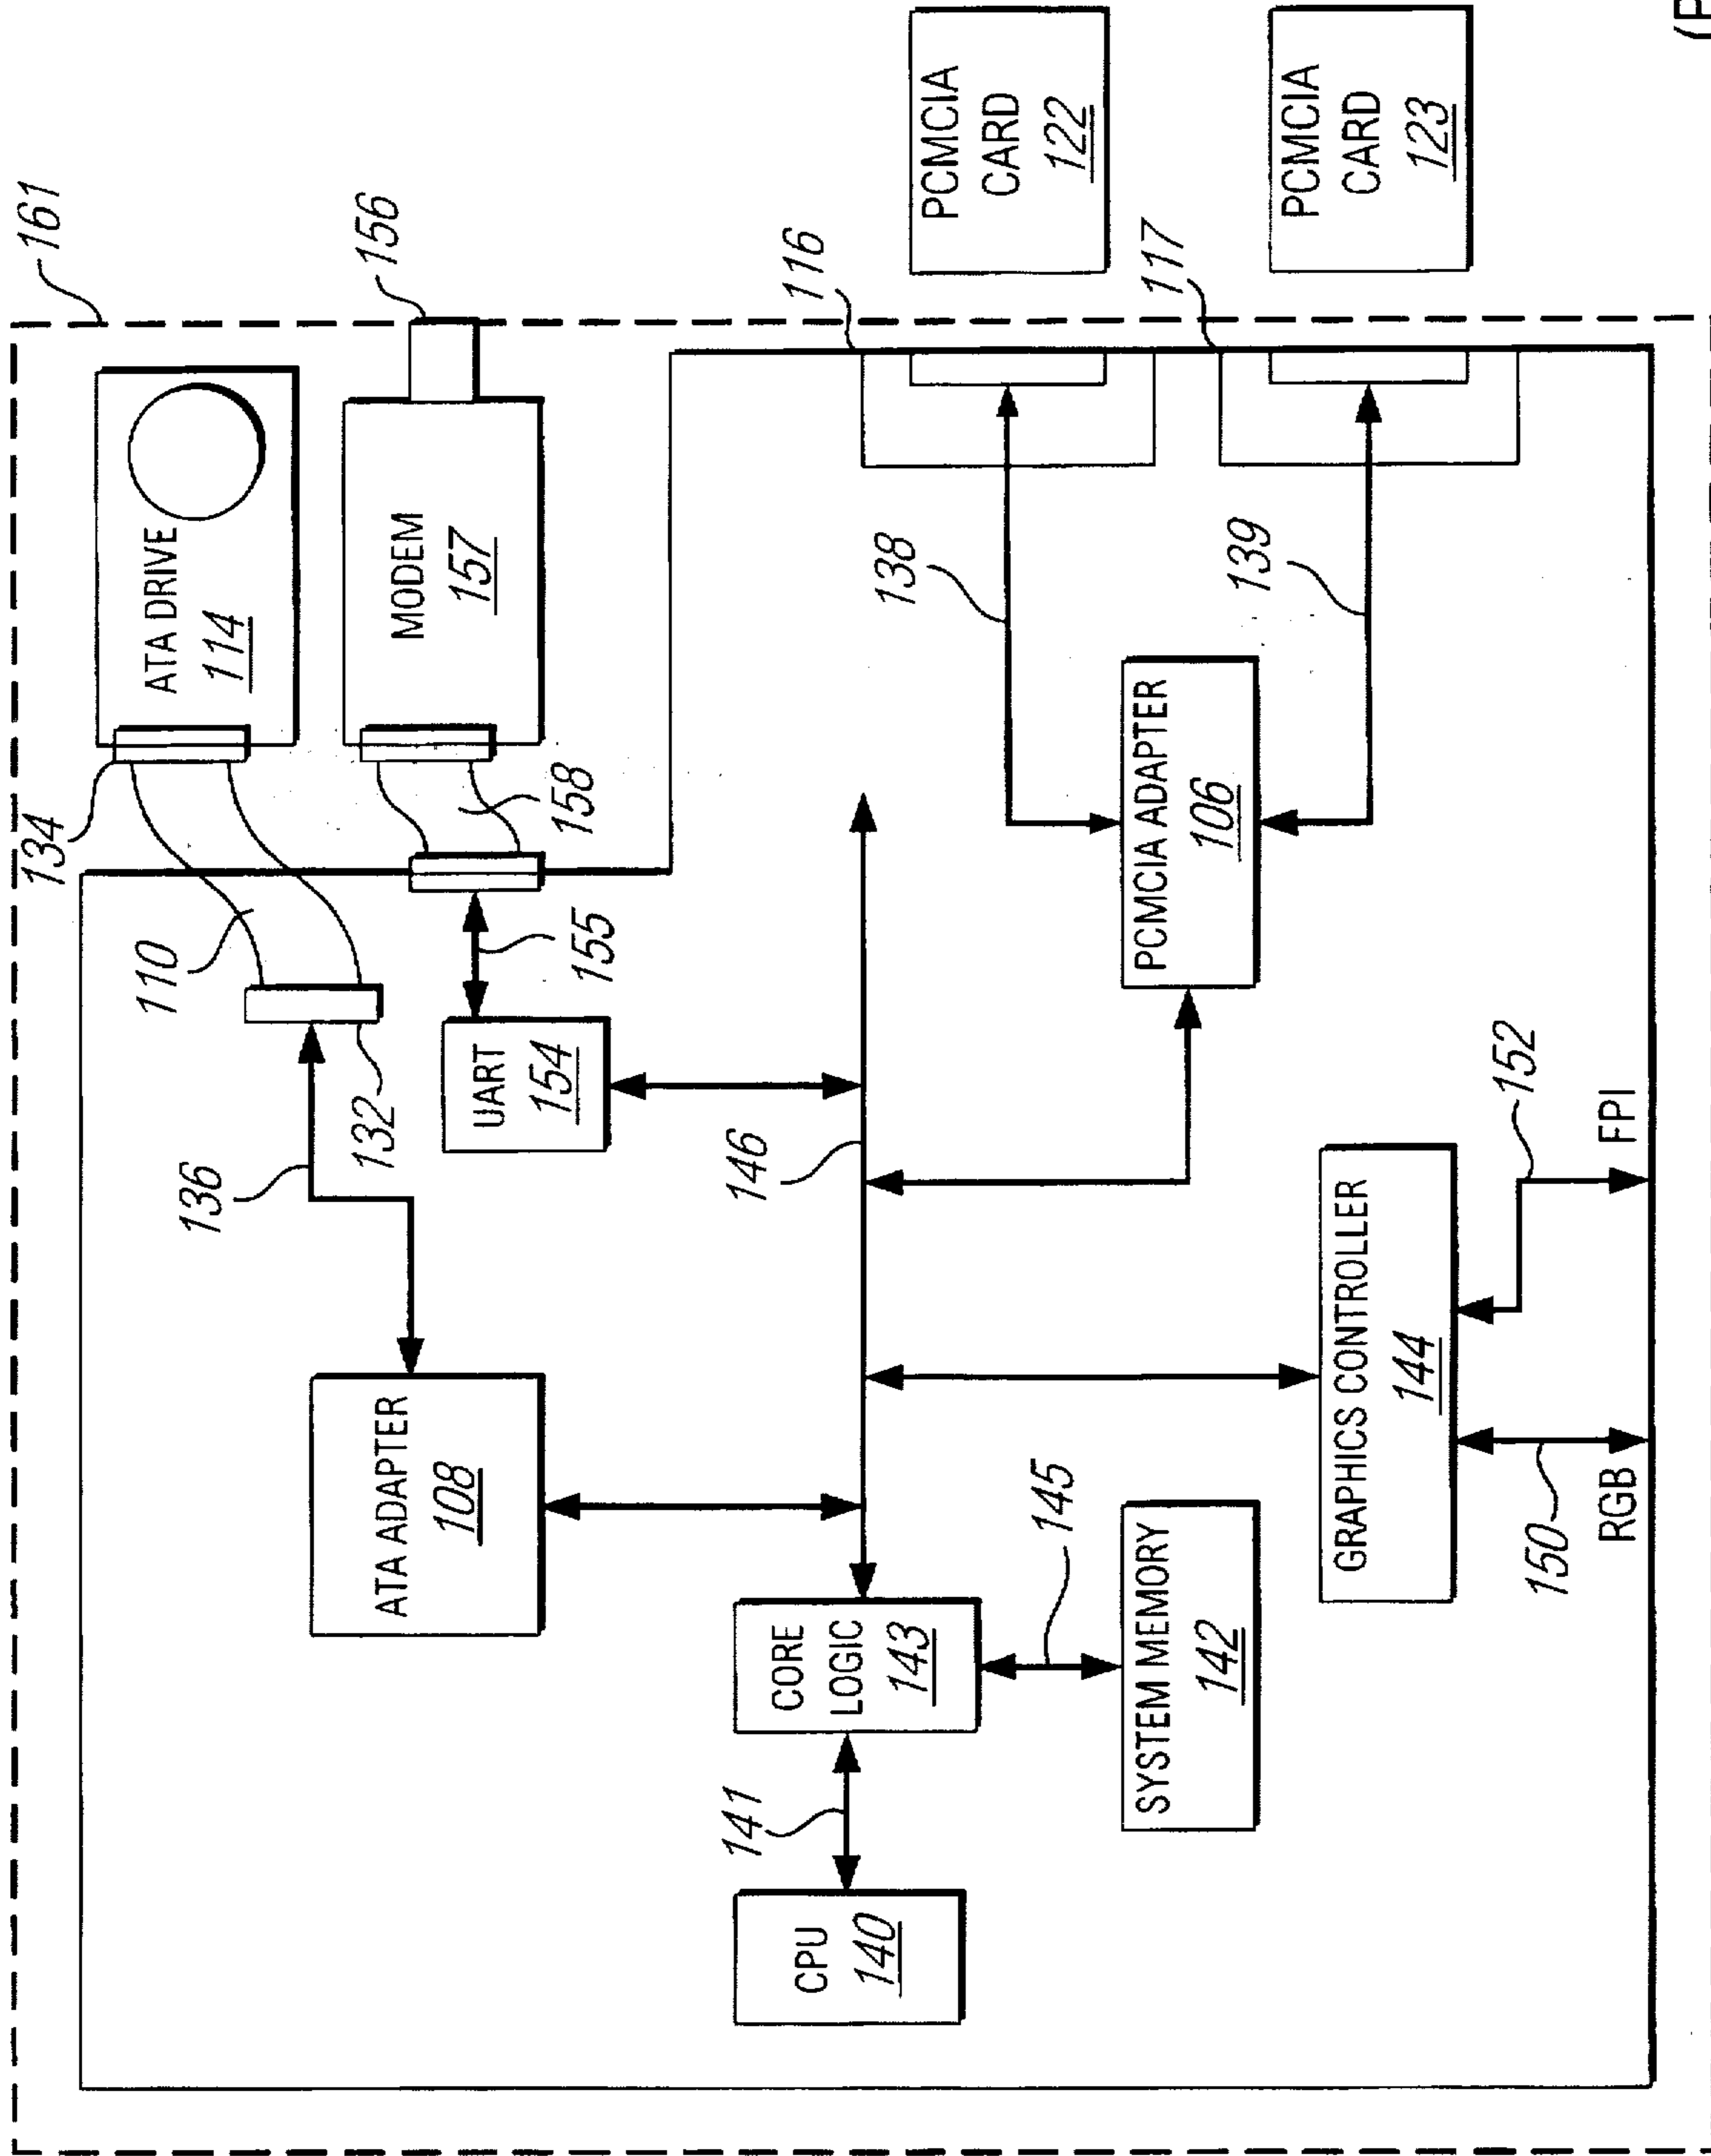 161
ATA DRIVE
114
134
110
136
132
ATA ADAPTER
108
156
MODEM
157
158
155
UART
154
146
141
CPU
140
CORE
LOGIC
143
145
SYSTEM MEMORY
142
116
117
138
139
PCMCIA ADAPTER
106
PCMCIA
CARD
122
PCMCIA
CARD
123
GRAPHICS CONTROLLER
144
150
RGB
152
FPI